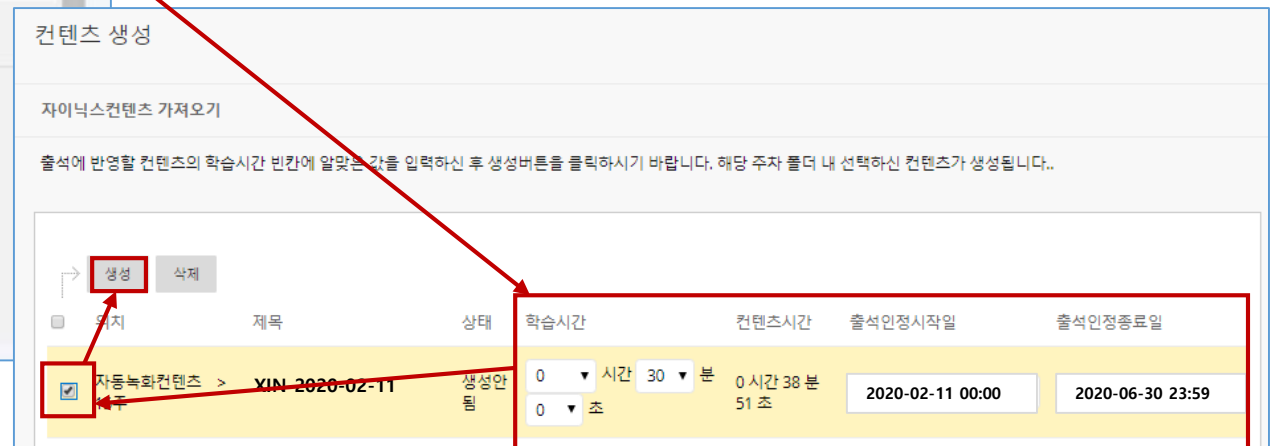 컨텐츠 생성
자이닉스컨텐츠 가져오기
출석에 반영할 컨텐츠의 학습시간 빈칸에 알맞은 값을 입력하신 후 생성버튼을 클릭하시기 바랍니다. 해당 주차 폴더 내 선택하신 컨텐츠가 생성됩니다..
생성 삭제
위치 제목 상태 학습시간 컨텐츠시간 출석인정시작일 출석인정종료일
자동녹화컨텐츠 > XIN-2020-02-11 생성안 0 시간 30 분 0 시간 38 분 2020-02-11 00:00 2020-06-30 23:59
됨 0 초 51 초